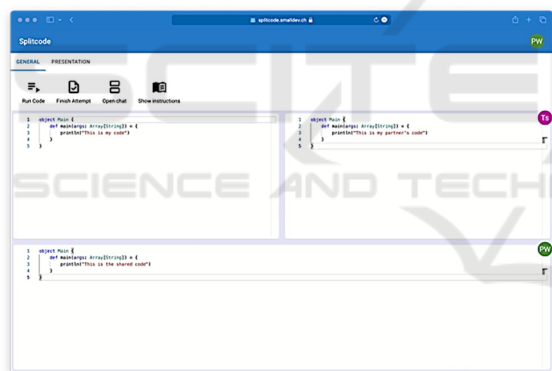 splitcode.smalldev.ch
Splitcode
PW
GENERAL PRESENTATION
Run Code Finish Attempt Open chat Show instructions
1 object Main {
2 def main(args: Array[String]) = {
3 println("This is my code")
4 }
5 }
Ts
1 object Main {
2 def main(args: Array[String]) = {
3 println("This is my partner's code")
4 }
5 }
SCIENCE AND TECH
PW
1 object Main {
2 def main(args: Array[String]) = {
3 println("This is the shared code")
4 }
5 }